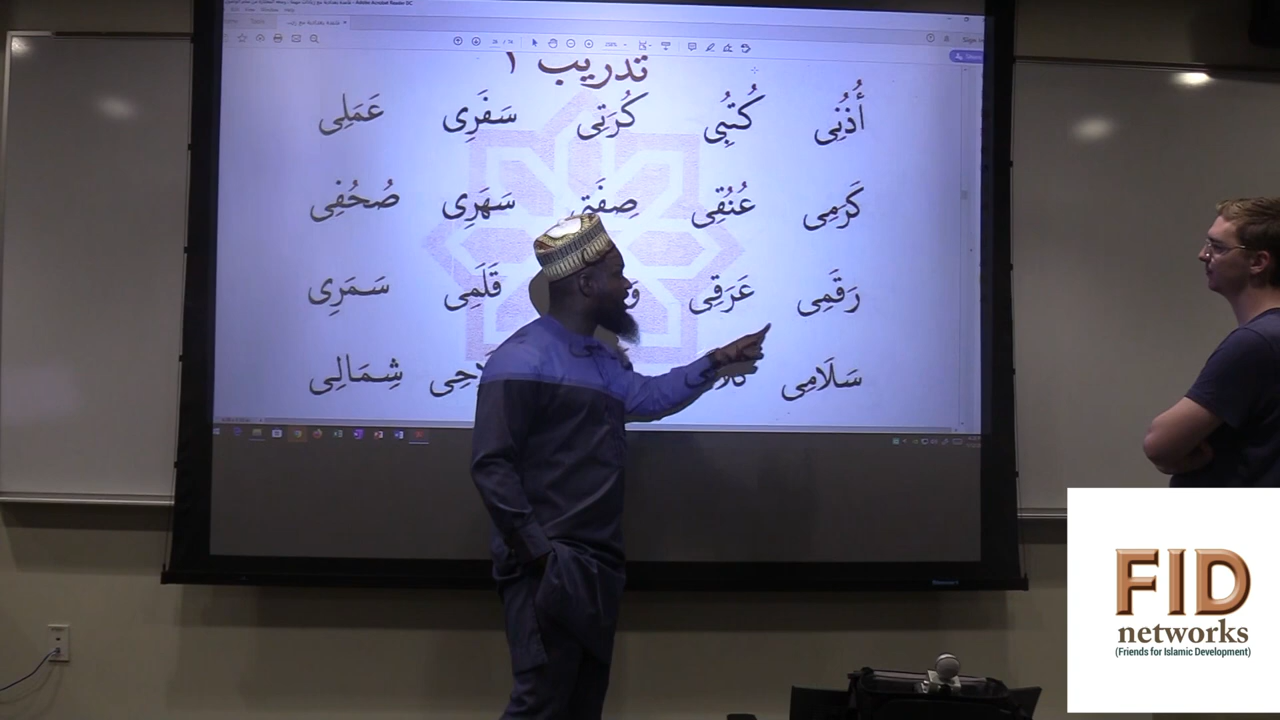 تدريب ١
أُذُنِى كُتُبِى كُرَتِى سَفَرِى عَمَلِى
كَرَمِى عُنُقِى صِفَتِى سَهَرِى صُحُفِى
رَقَمِى عَرَقِى قَلَمِى سَمَرِى
سَلَامِى شِمَالِى
FID
networks
(Friends for Islamic Development)